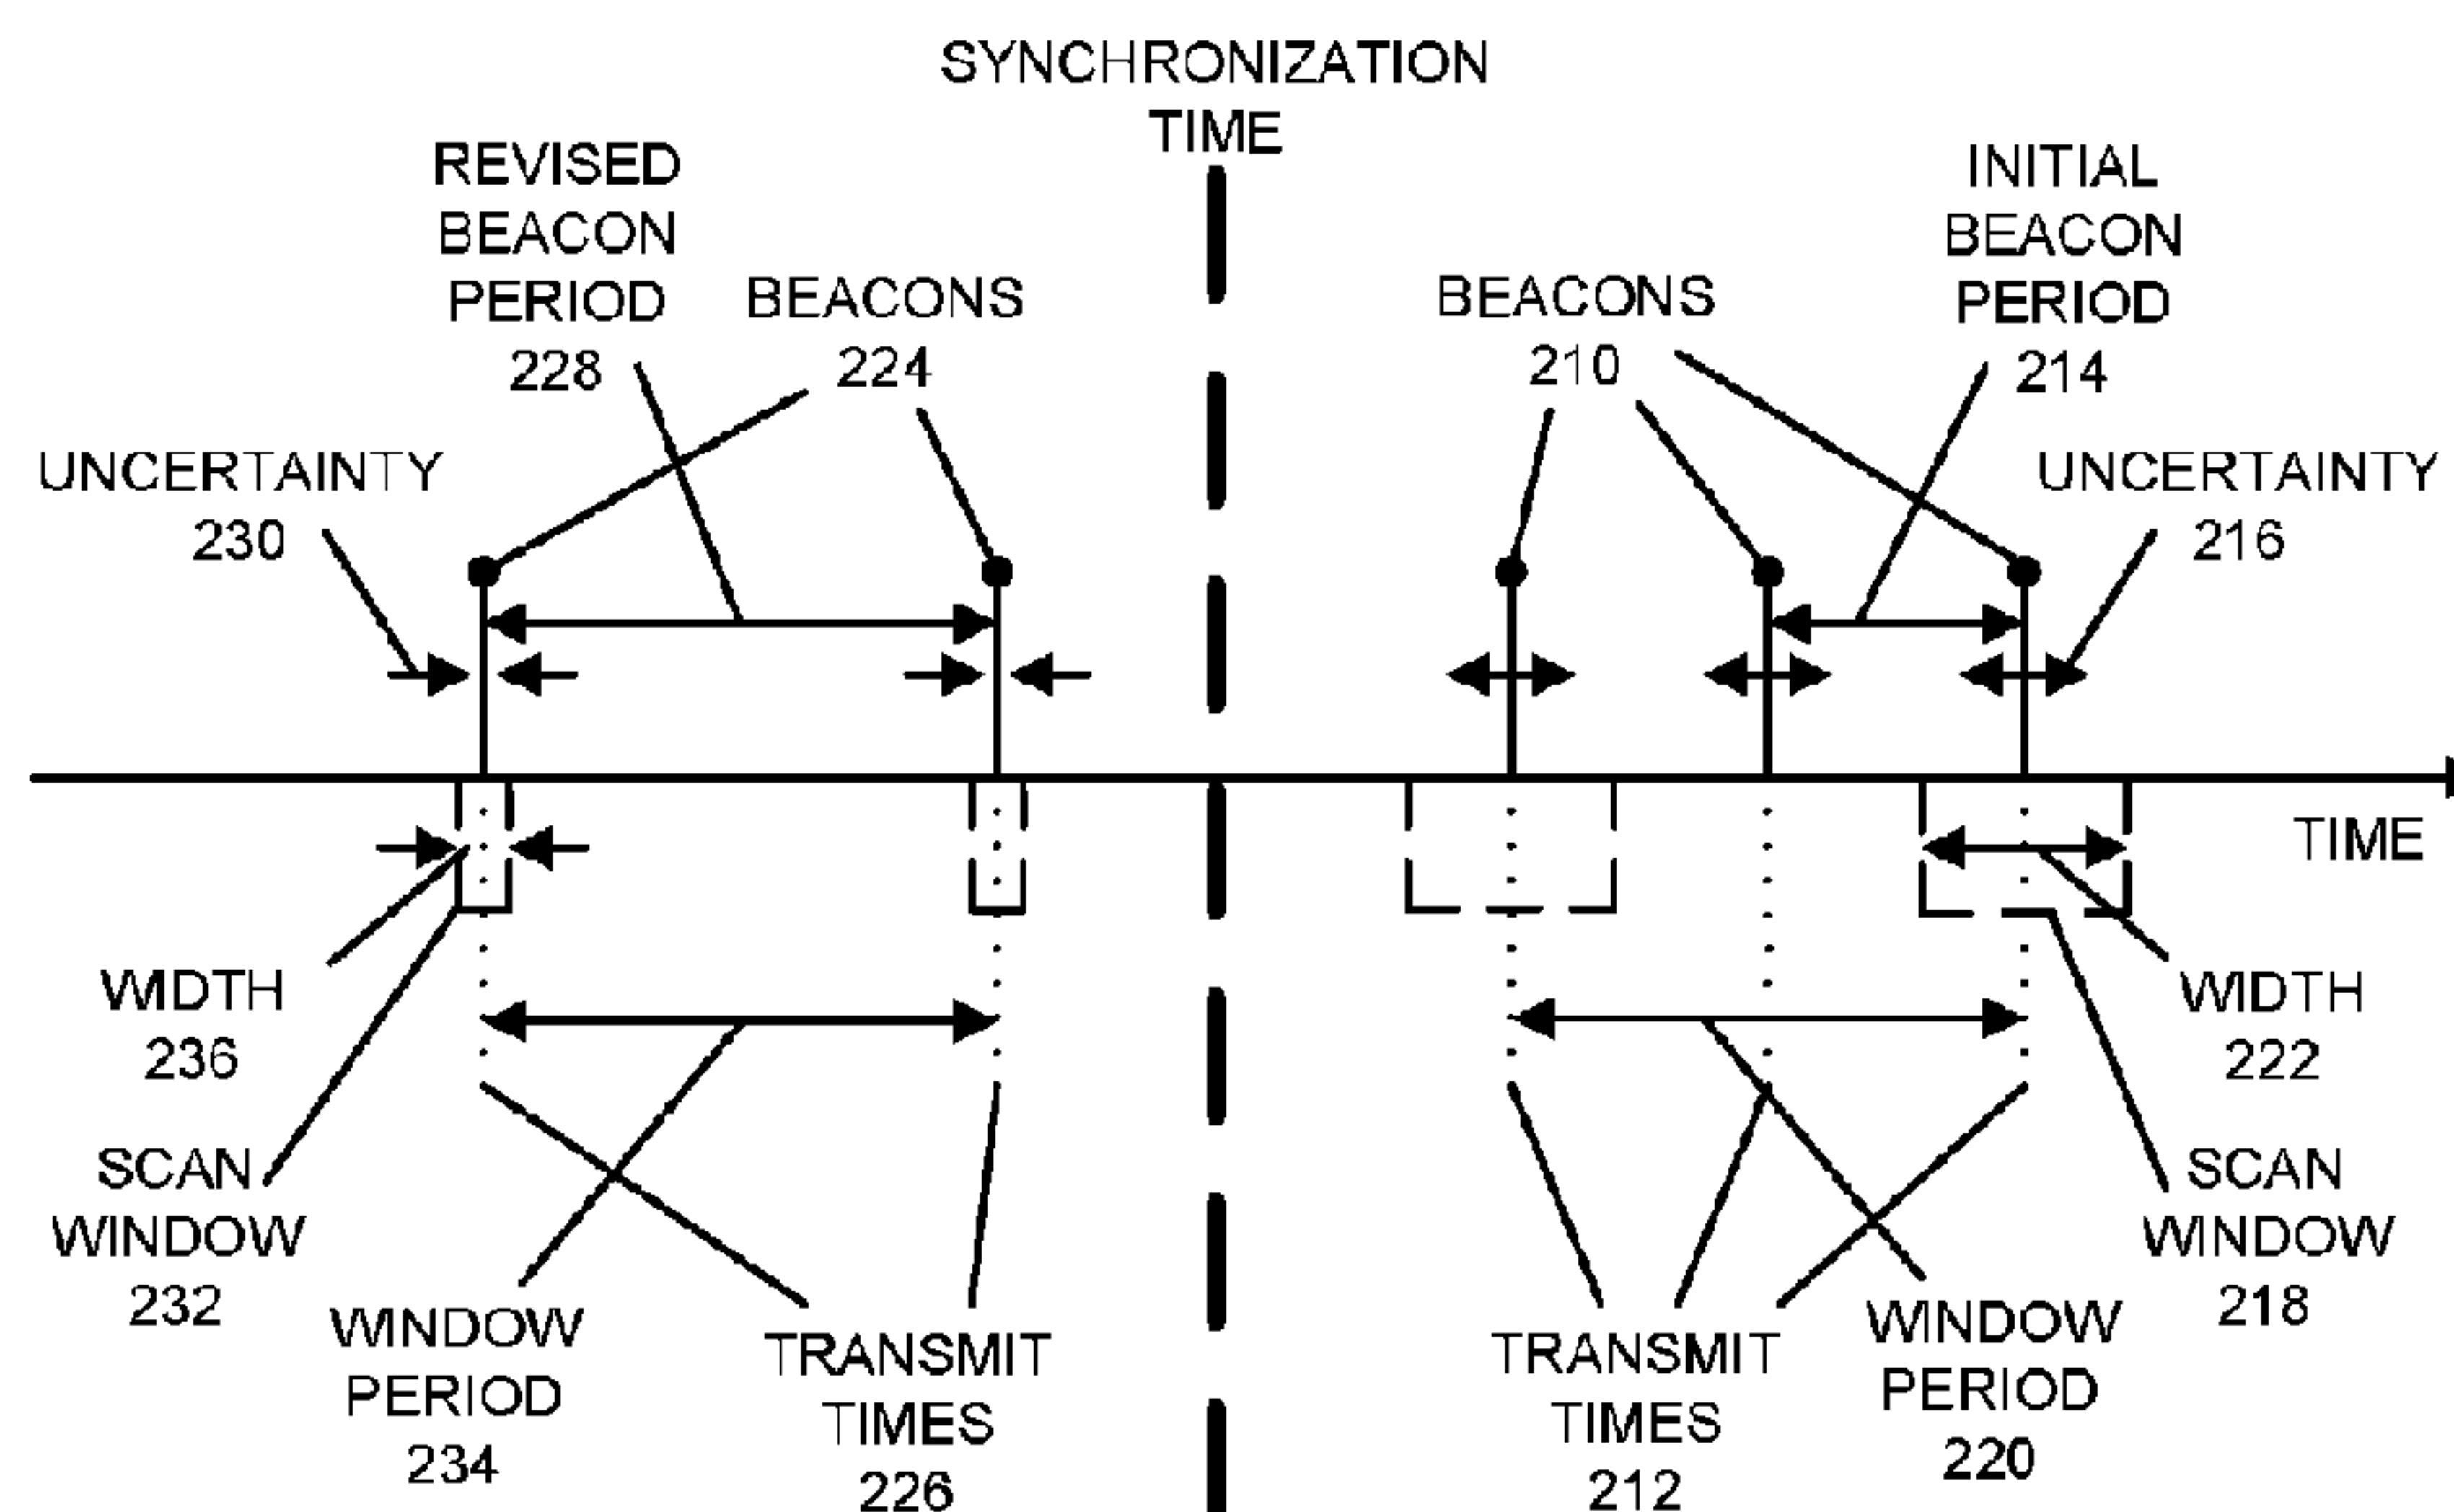 SYNCHRONIZATION
TIME
REVISED
BEACON
PERIOD
228
BEACONS
224
BEACONS
210
INITIAL
BEACON
PERIOD
214
UNCERTAINTY
230
UNCERTAINTY
216
TIME
WIDTH
236
WIDTH
222
SCAN
WINDOW
232
SCAN
WINDOW
218
WINDOW
PERIOD
234
TRANSMIT
TIMES
226
TRANSMIT
TIMES
212
WINDOW
PERIOD
220